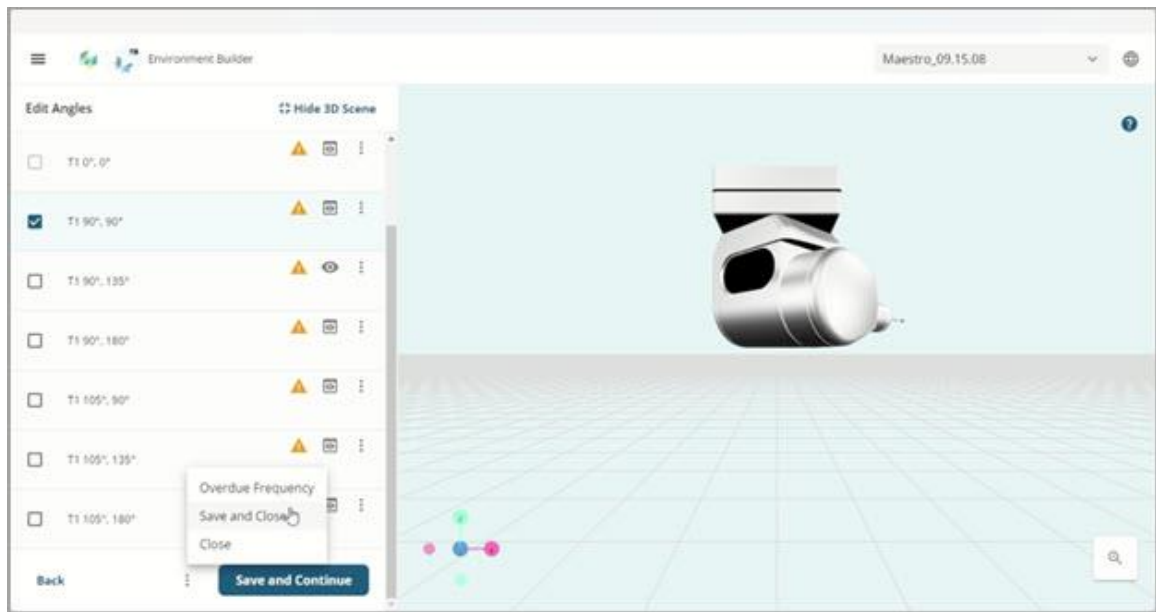 Environment Builder
Maestro_09.15.08
Edit Angles
Hide 3D Scene
T1 0°, 0°
T1 90°, 90°
T1 90°, 135°
T1 90°, 180°
T1 105°, 90°
T1 105°, 135°
T1 105°, 180°
Overdue Frequency
Save and Close
Close
Back
Save and Continue